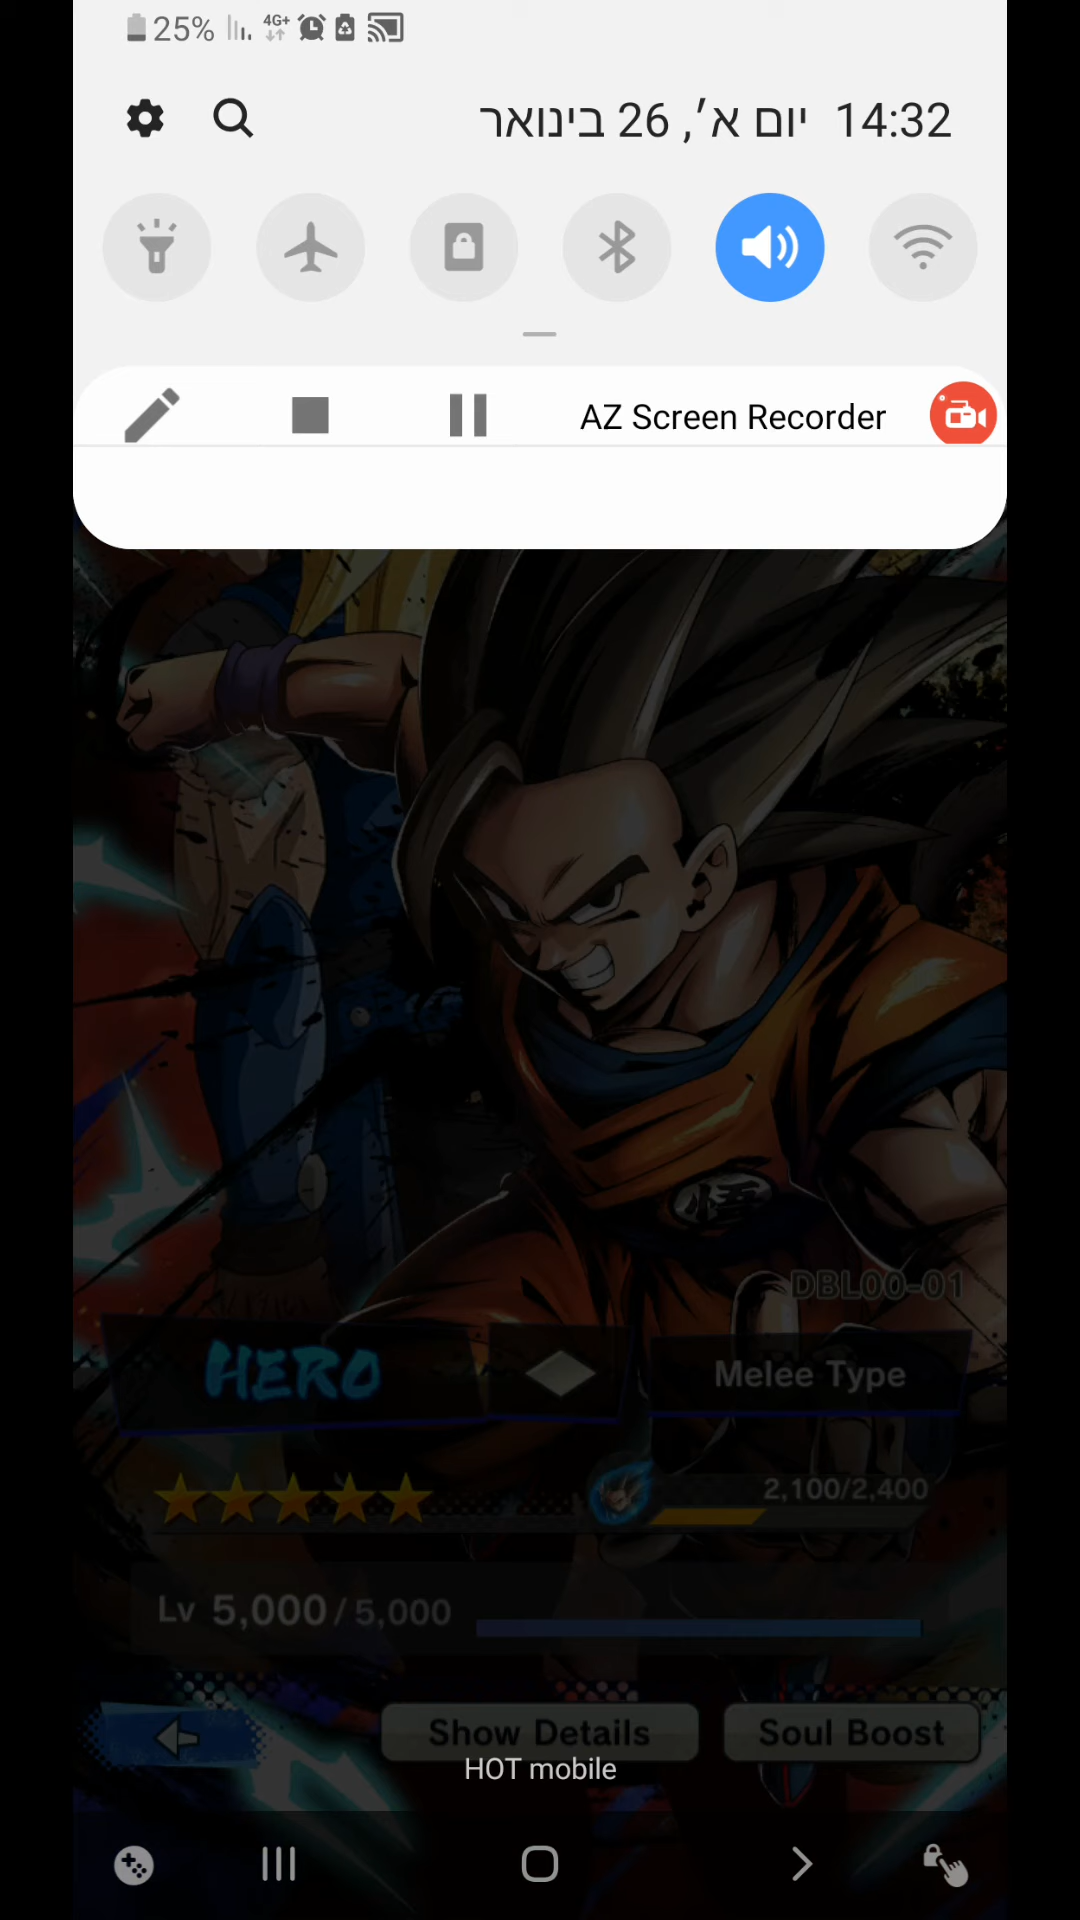 25% 4G+
14:32 יום א׳, 26 בינואר
AZ Screen Recorder
悟
DBL00-01
HERO
Melee Type
2,100/2,400
Lv 5,000/5,000
Show Details
Soul Boost
HOT mobile